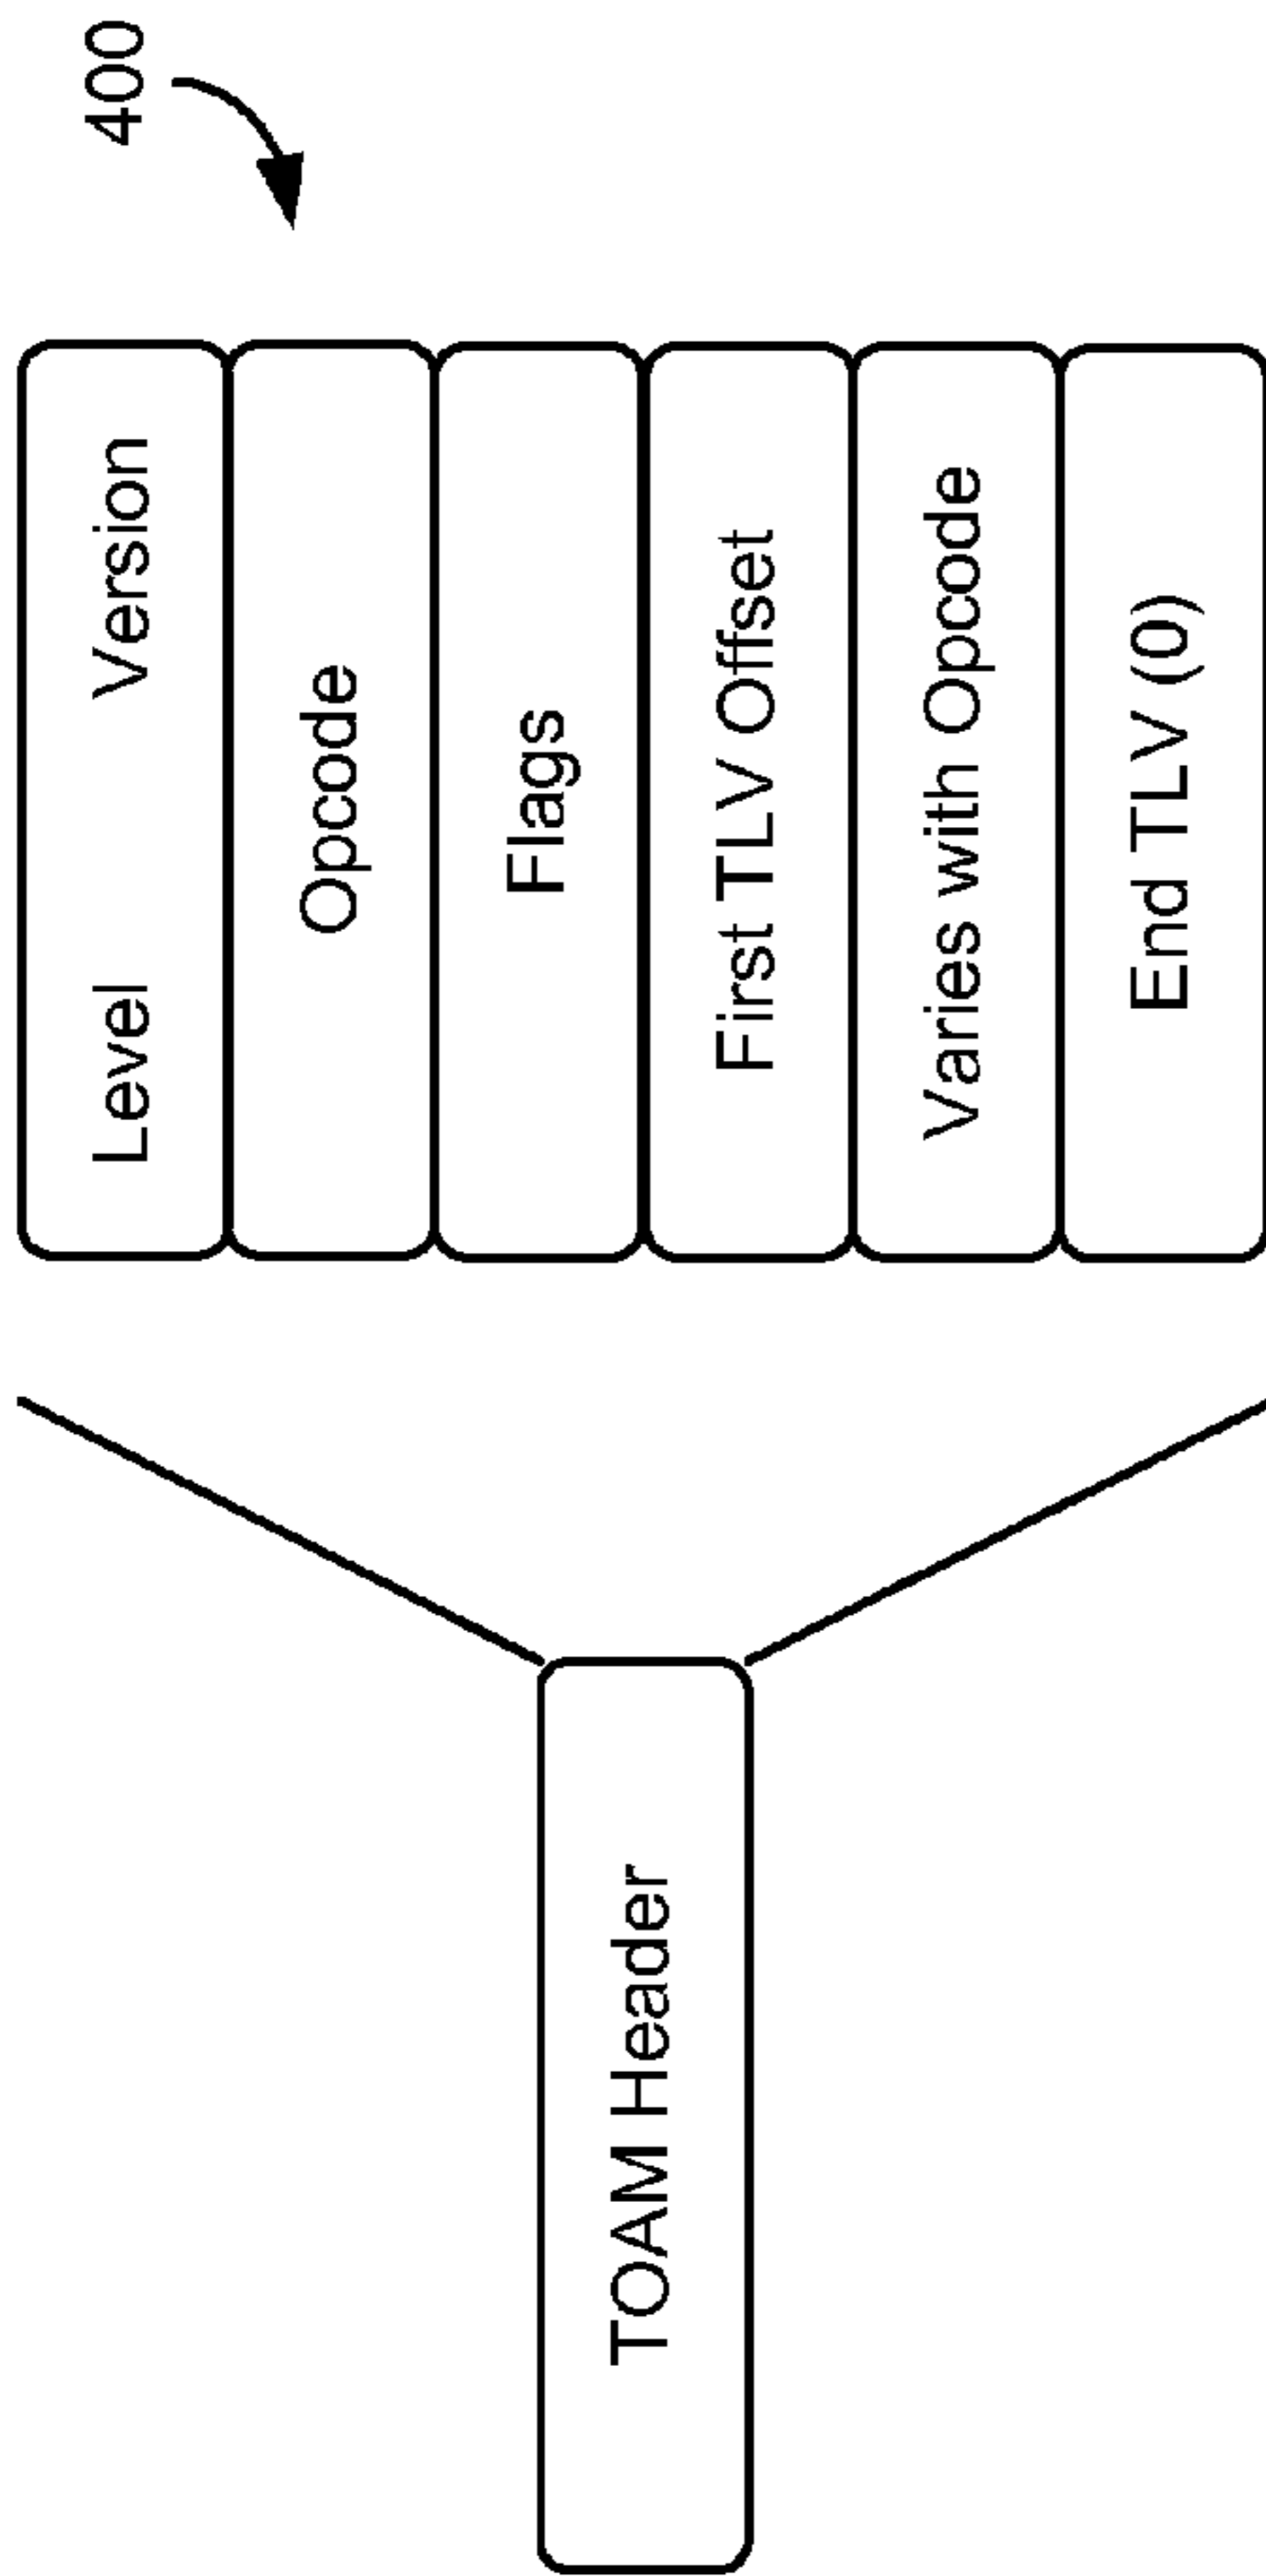 400
Level Version
Opcode
Flags
First TLV Offset
Varies with Opcode
End TLV (0)
TOAM Header